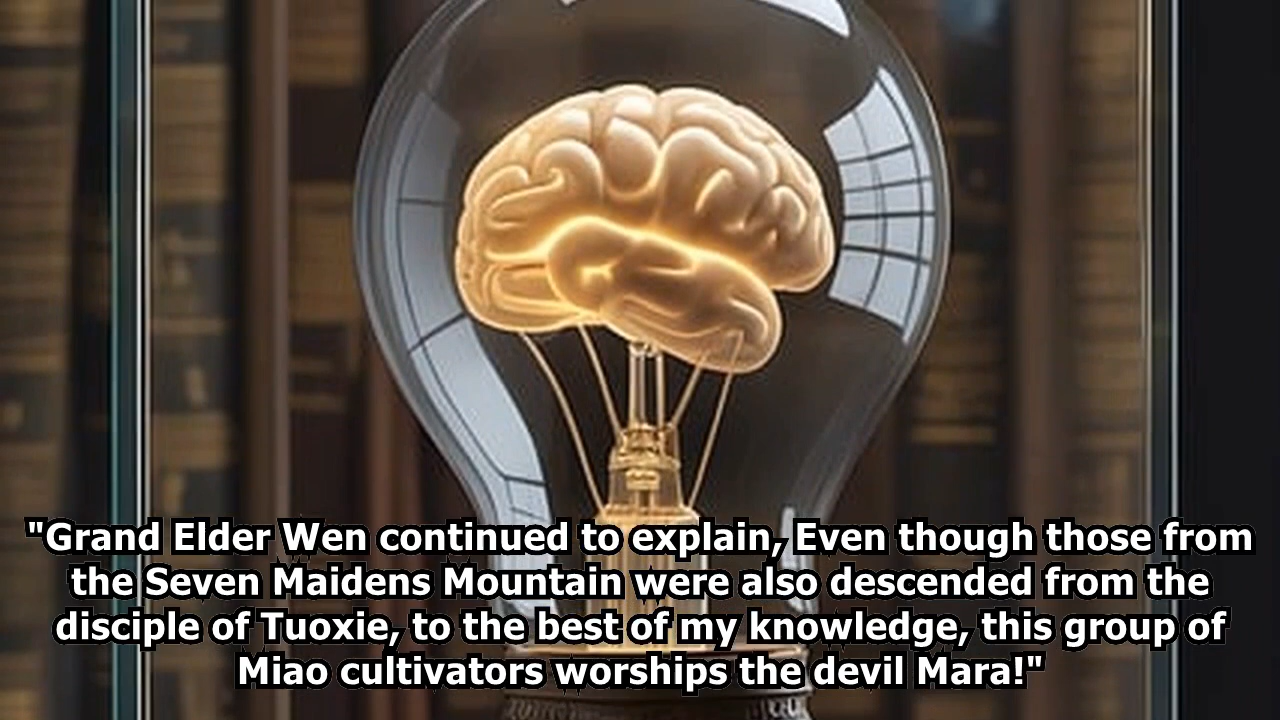 "Grand Elder Wen continued to explain, Even though those from
the Seven Maidens Mountain were also descended from the
disciple of Tuoxie, to the best of my knowledge, this group of
Miao cultivators worships the devil Mara!"